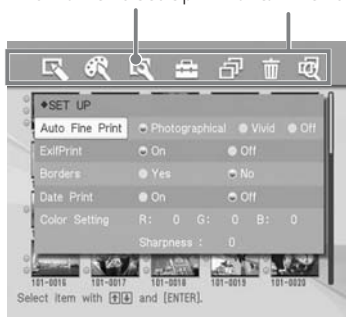 ◆SET UP
Auto Fine Print Photographical Vivid Off
ExifPrint On Off
Borders Yes No
Date Print On Off
Color Setting R: 0 G: 0 B: 0
Sharpness : 0
101-0016 101-0017 101-0018 101-0019 101-0020
Select item with ↑↓ and [ENTER].